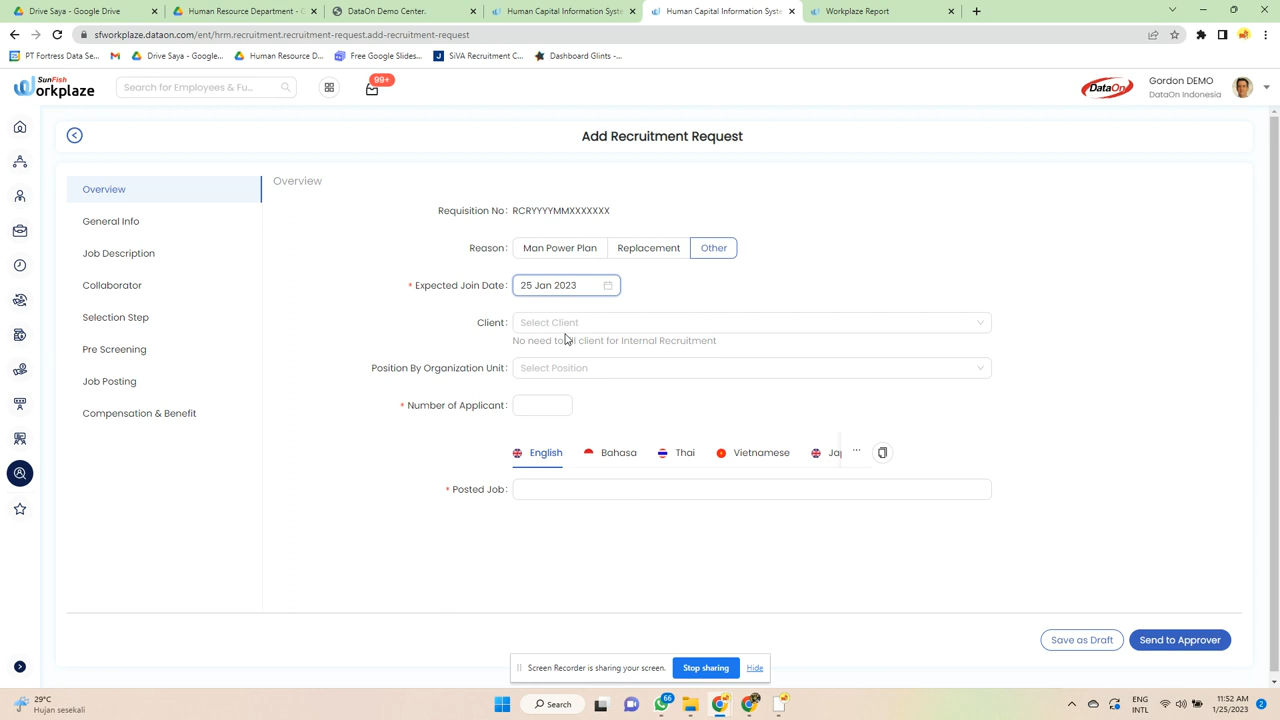 Drive Saya - Google Drive
Human Resource Department - G
DataOn Demo Center.
Human Capital Information System
Human Capital Information System
Workplaze Report
sfworkplaze.dataon.com/ent/hrm.recruitment.recruitment-request.add-recruitment-request
PT Fortress Data Se...
Drive Saya - Google...
Human Resource D...
Free Google Slides...
SiVA Recruitment C...
Dashboard Glints -...
SunFish
orkplaze
Search for Employees & Fu...
99+
DataOn
Gordon DEMO
DataOn Indonesia
Add Recruitment Request
Overview
General Info
Job Description
Collaborator
Selection Step
Pre Screening
Job Posting
Compensation & Benefit
Overview
Requisition No : RCRYYYYMMXXXXXXX
Reason : Man Power Plan Replacement Other
* Expected Join Date : 25 Jan 2023
Client : Select Client
No need to client for Internal Recruitment
Position By Organization Unit : Select Position
* Number of Applicant :
English Bahasa Thai Vietnamese Jap ...
* Posted Job :
Save as Draft Send to Approver
Screen Recorder is sharing your screen. Stop sharing Hide
29°C
Hujan sesekali
Search
66
ENG
INTL
11:52 AM
1/25/2023
2